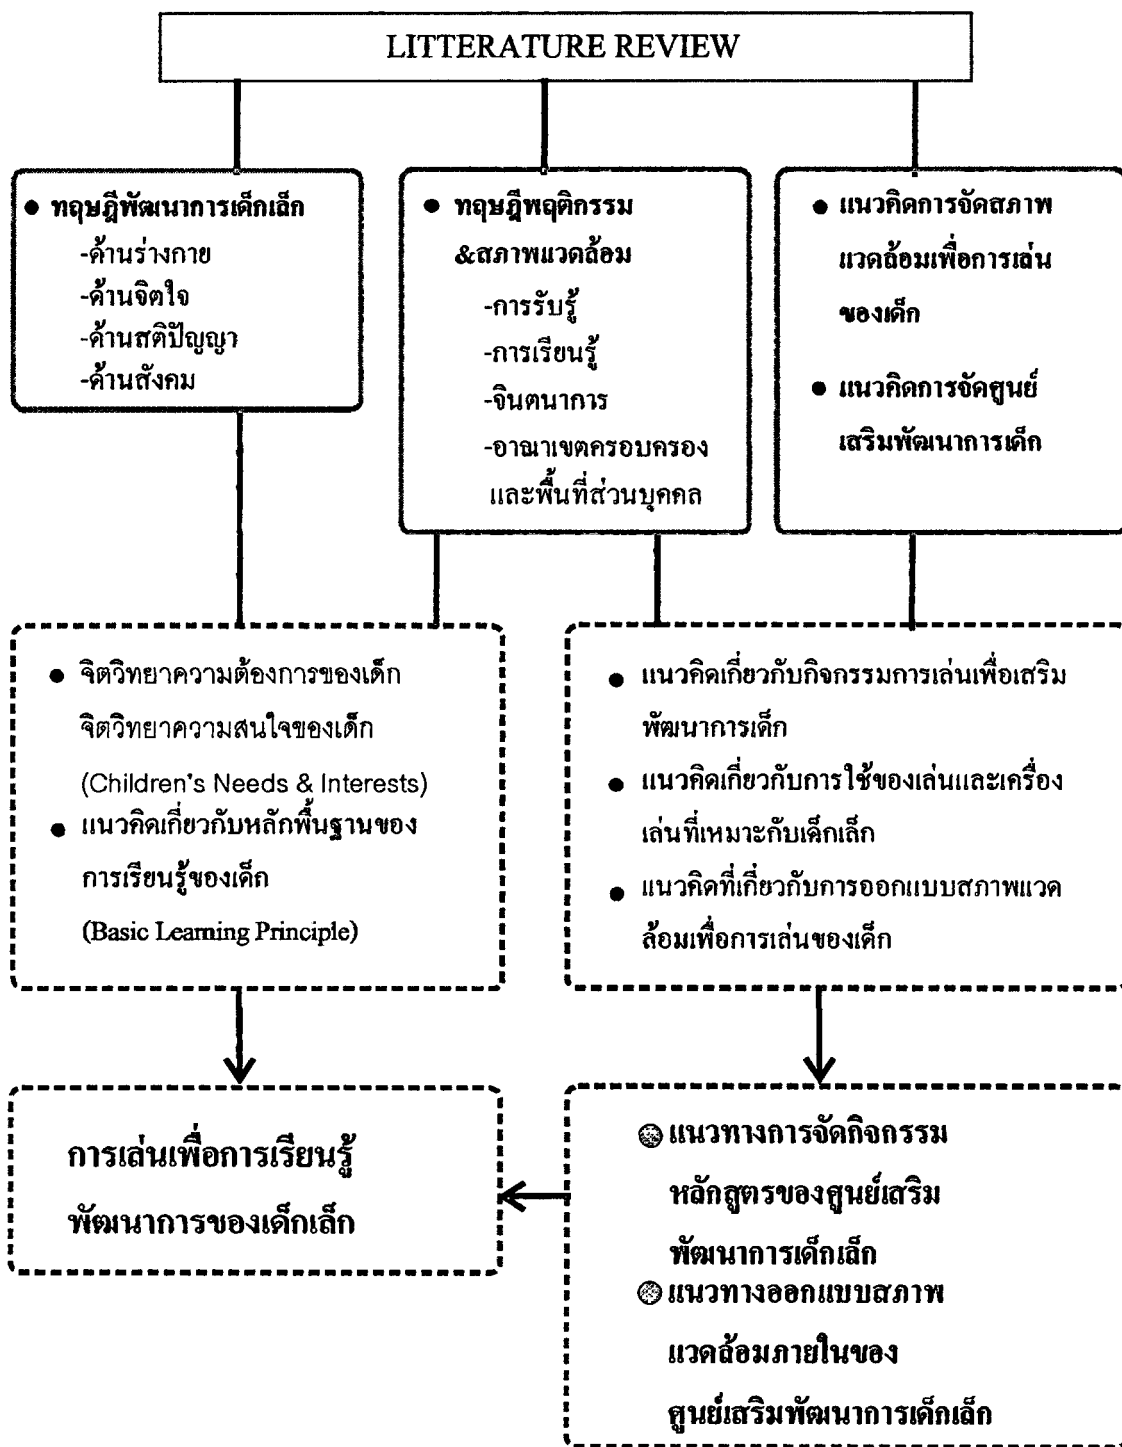 LITTERATURE REVIEW
● ทฤษฎีพัฒนาการเด็กเล็ก
-ด้านร่างกาย
-ด้านจิตใจ
-ด้านสติปัญญา
-ด้านสังคม
● ทฤษฎีพฤติกรรม
&สภาพแวดล้อม
-การรับรู้
-การเรียนรู้
-จินตนาการ
-อาณาเขตครอบครอง
และพื้นที่ส่วนบุคคล
● แนวคิดการจัดสภาพ
แวดล้อมเพื่อการเล่น
ของเด็ก
● แนวคิดการจัดศูนย์
เสริมพัฒนาการเด็ก
● จิตวิทยาความต้องการของเด็ก
จิตวิทยาความสนใจของเด็ก
(Children's Needs & Interests)
● แนวคิดเกี่ยวกับหลักพื้นฐานของ
การเรียนรู้ของเด็ก
(Basic Learning Principle)
● แนวคิดเกี่ยวกับกิจกรรมการเล่นเพื่อเสริม
พัฒนาการเด็ก
● แนวคิดเกี่ยวกับการใช้ของเล่นและเครื่อง
เล่นที่เหมาะกับเด็กเล็ก
● แนวคิดที่เกี่ยวกับการออกแบบสภาพแวด
ล้อมเพื่อการเล่นของเด็ก
การเล่นเพื่อการเรียนรู้
พัฒนาการของเด็กเล็ก
แนวทางการจัดกิจกรรม
หลักสูตรของศูนย์เสริม
พัฒนาการเด็กเล็ก
แนวทางออกแบบสภาพ
แวดล้อมภายในของ
ศูนย์เสริมพัฒนาการเด็กเล็ก